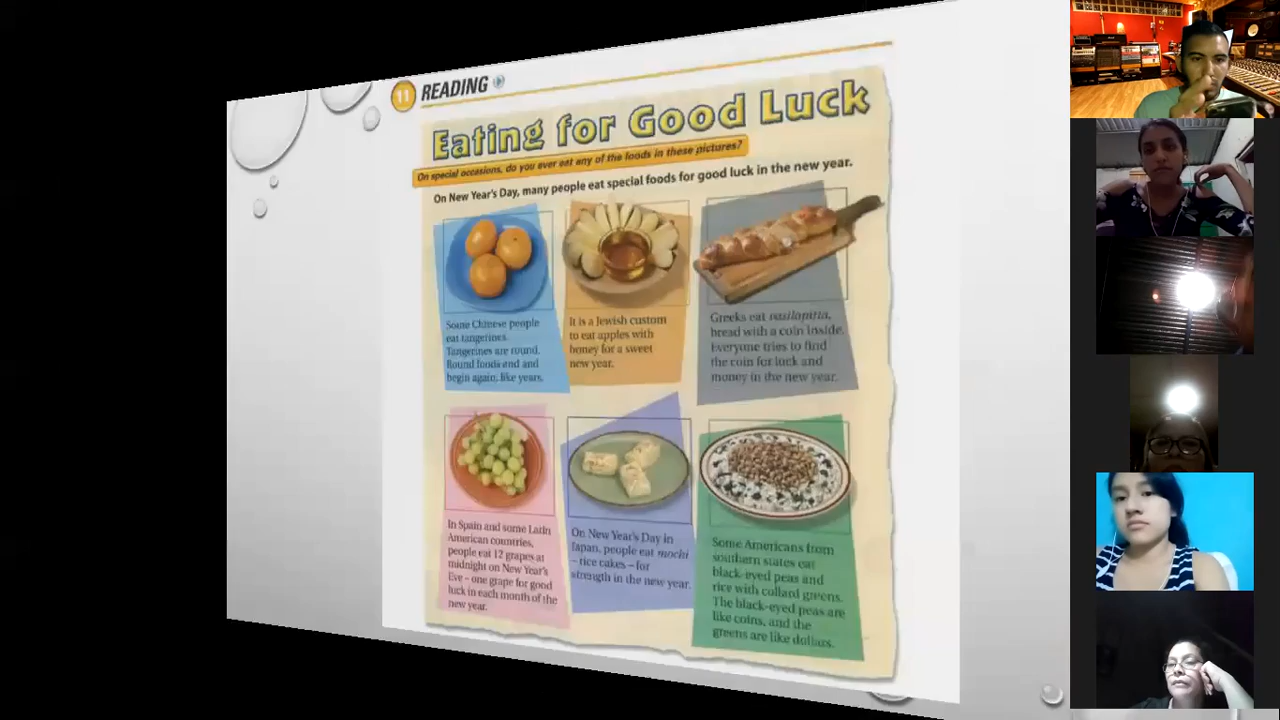 11 READING
Eating for Good Luck
On special occasions, do you ever eat any of the foods in these pictures?
On New Year's Day, many people eat special foods for good luck in the new year.
Some Chinese people
eat tangerines.
Tangerines are round.
Round foods end and
begin again, like years.
It is a Jewish custom
to eat apples with
honey for a sweet
new year.
Greeks eat vasilopitta,
bread with a coin inside.
Everyone tries to find
the coin for luck and
money in the new year.
In Spain and some Latin
American countries,
people eat 12 grapes at
midnight on New Year's
Eve – one grape for good
luck in each month of the
new year.
On New Year's Day in
Japan, people eat mochi
– rice cakes – for
strength in the new year.
Some Americans from
southern states eat
black-eyed peas and
rice with collard greens.
The black-eyed peas are
like coins, and the
greens are like dollars.